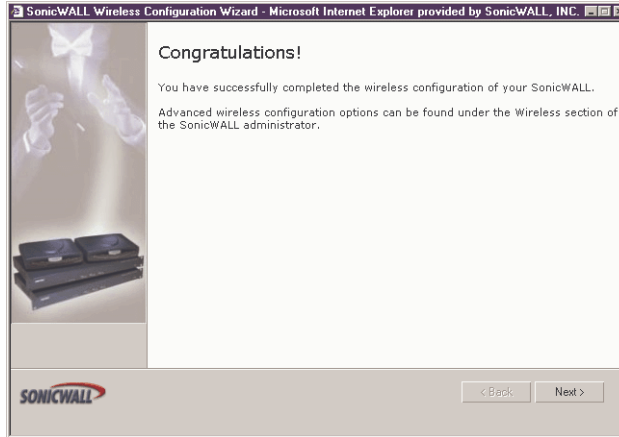 SonicWALL Wireless Configuration Wizard - Microsoft Internet Explorer provided by SonicWALL, INC.
Congratulations!
You have successfully completed the wireless configuration of your SonicWALL.
Advanced wireless configuration options can be found under the Wireless section of
the SonicWALL administrator.
SONICWALL
< Back
Next >